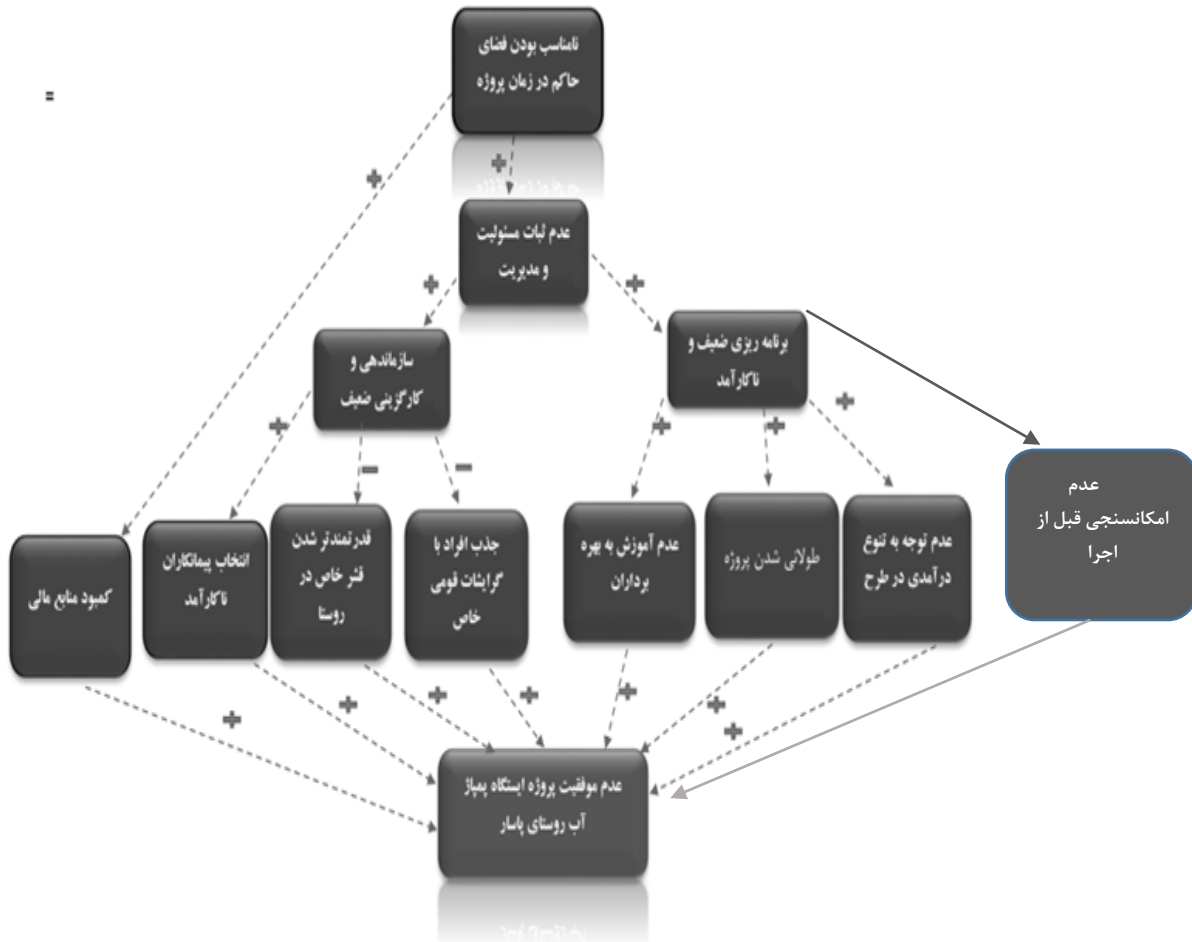 =
نامناسب بودن فضای
حاکم در زمان پروژه
+
+
عدم ثبات مسئولیت
و مدیریت
+
+
سازماندهی و
کارگزینی ضعیف
برنامه ریزی ضعیف و
ناکارآمد
+
−
−
+
+
+
کمبود منابع مالی
انتخاب پیمانکاران
ناکارآمد
قدرتمندتر شدن
قشر خاص در
روستا
جذب افراد با
گرایشات قومی
خاص
عدم آموزش به بهره
برداران
طولانی شدن پروژه
عدم توجه به تنوع
درآمدی در طرح
عدم
امکانسنجی قبل از
اجرا
+
+
+
+
+
+
+
عدم موفقیت پروژه ایستگاه پمپاژ
آب روستای پاسار